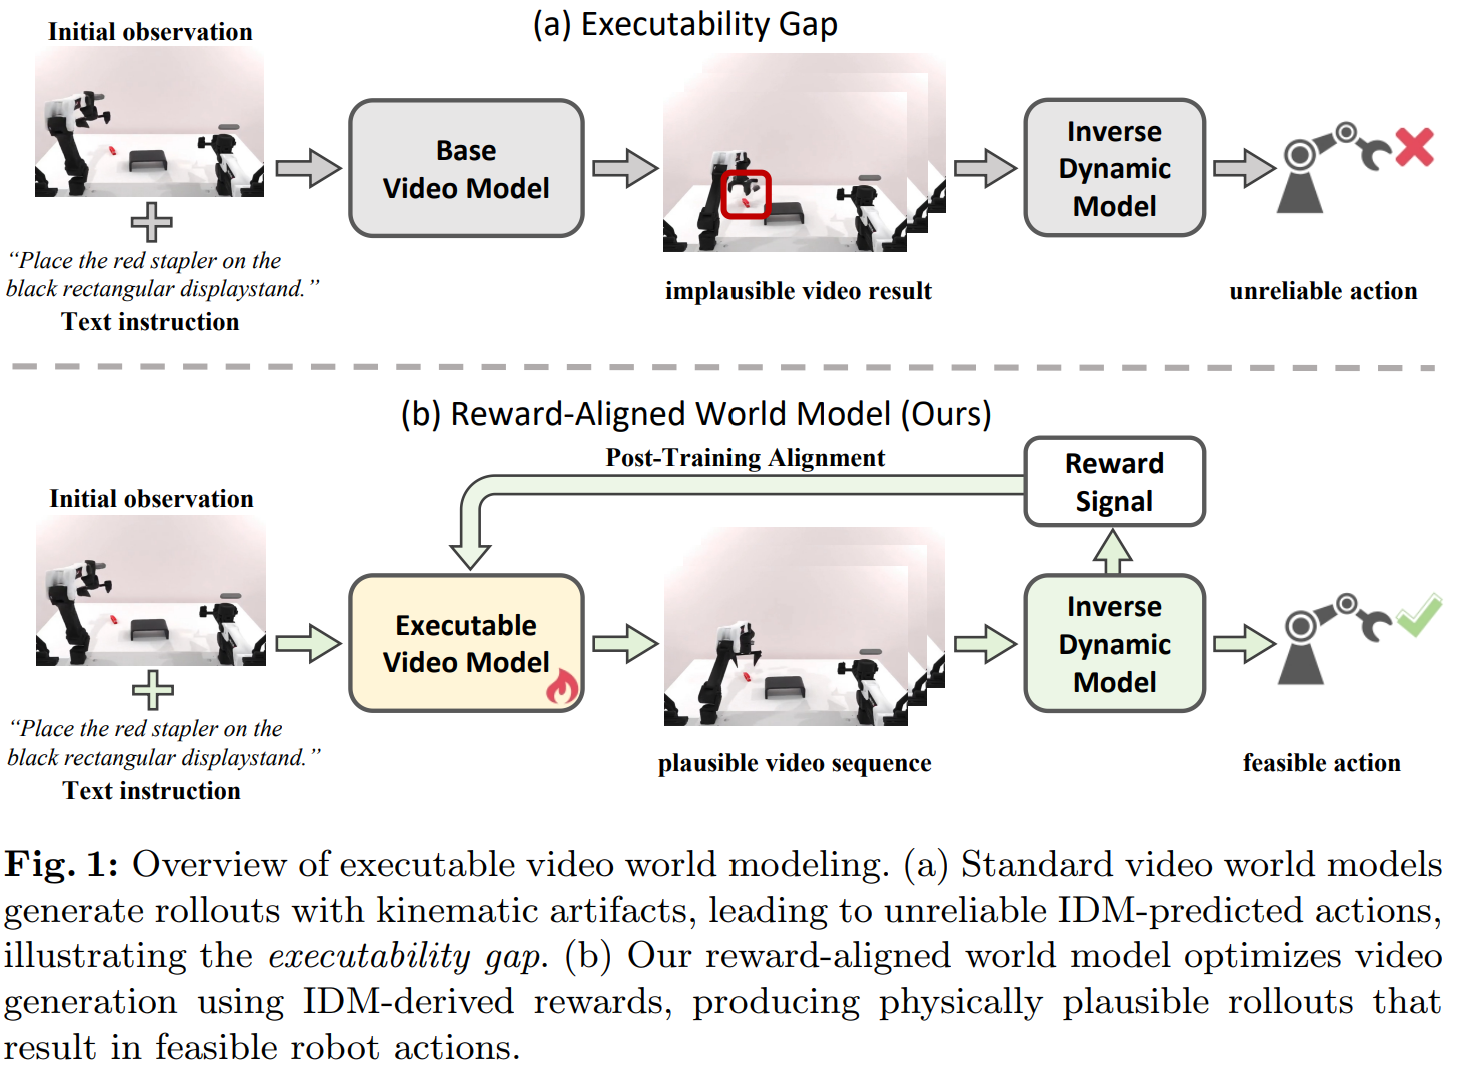 (a) Executability Gap
Initial observation
Base
Video Model
Inverse
Dynamic
Model
“Place the red stapler on the
black rectangular displaystand.”
Text instruction
implausible video result
unreliable action
(b) Reward-Aligned World Model (Ours)
Post-Training Alignment
Reward
Signal
Initial observation
Executable
Video Model
Inverse
Dynamic
Model
“Place the red stapler on the
black rectangular displaystand.”
Text instruction
plausible video sequence
feasible action
Fig. 1: Overview of executable video world modeling. (a) Standard video world models
generate rollouts with kinematic artifacts, leading to unreliable IDM-predicted actions,
illustrating the executability gap. (b) Our reward-aligned world model optimizes video
generation using IDM-derived rewards, producing physically plausible rollouts that
result in feasible robot actions.